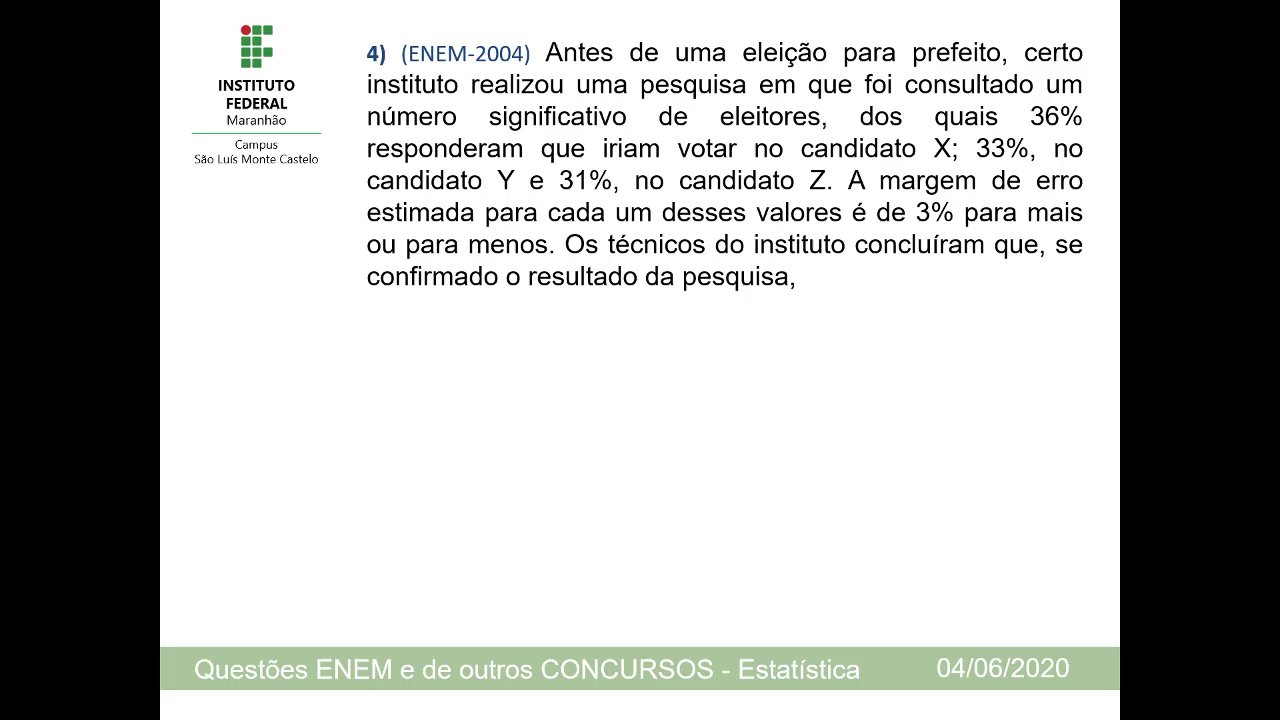 INSTITUTO
FEDERAL
Maranhão
Campus
São Luís Monte Castelo
4) (ENEM-2004) Antes de uma eleição para prefeito, certo
instituto realizou uma pesquisa em que foi consultado um
número significativo de eleitores, dos quais 36%
responderam que iriam votar no candidato X; 33%, no
candidato Y e 31%, no candidato Z. A margem de erro
estimada para cada um desses valores é de 3% para mais
ou para menos. Os técnicos do instituto concluíram que, se
confirmado o resultado da pesquisa,
Questões ENEM e de outros CONCURSOS - Estatística
04/06/2020